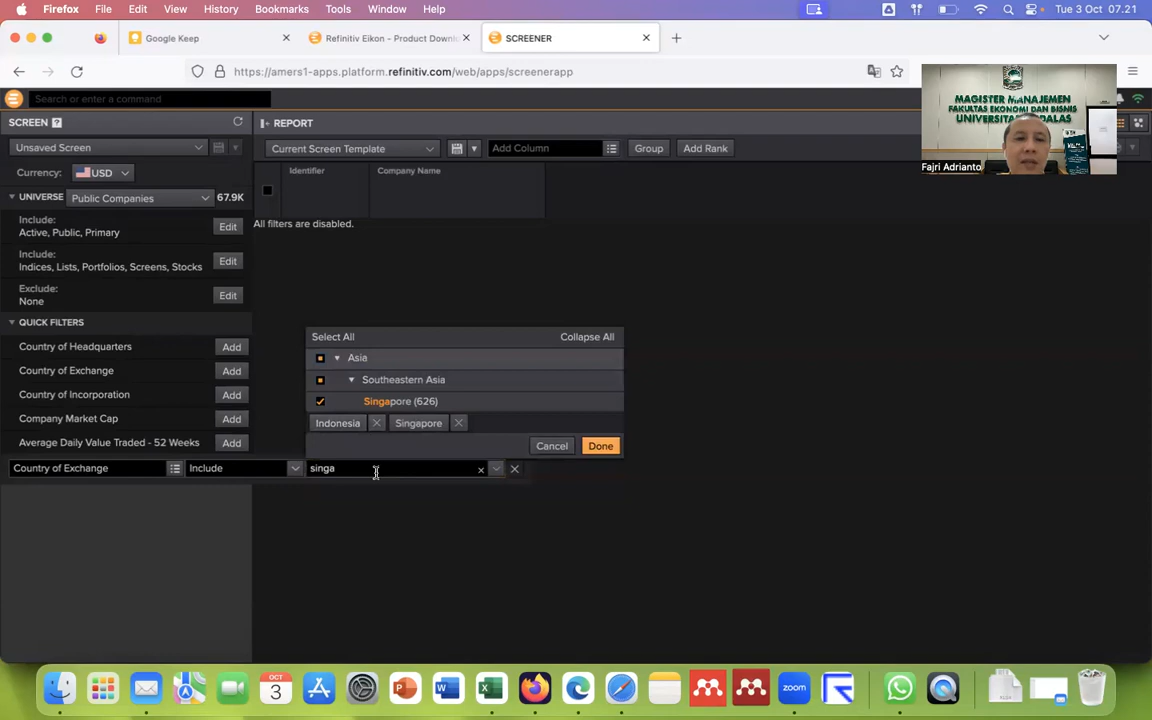 Firefox File Edit View History Bookmarks Tools Window Help Tue 3 Oct 07.21
Google Keep
Refinitiv Eikon - Product Downl
SCREENER
https://amers1-apps.platform.refinitiv.com/web/apps/screenerapp
MAGISTER MANAJEMEN
FAKULTAS EKONOMI DAN BISNIS
Fajri Adrianto
Search or enter a command
SCREEN ?
REPORT
Unsaved Screen
Current Screen Template
Add Column
Group
Add Rank
Currency: USD
Identifier
Company Name
UNIVERSE Public Companies 67.9K
All filters are disabled.
Include:
Active, Public, Primary
Edit
Include:
Indices, Lists, Portfolios, Screens, Stocks
Edit
Exclude:
None
Edit
QUICK FILTERS
Country of Headquarters Add
Country of Exchange Add
Country of Incorporation Add
Company Market Cap Add
Average Daily Value Traded - 52 Weeks Add
Select All
Collapse All
Asia
Southeastern Asia
Singapore (626)
Indonesia
Singapore
Cancel
Done
Country of Exchange
Include
singa
W
X
zoom
XLSX